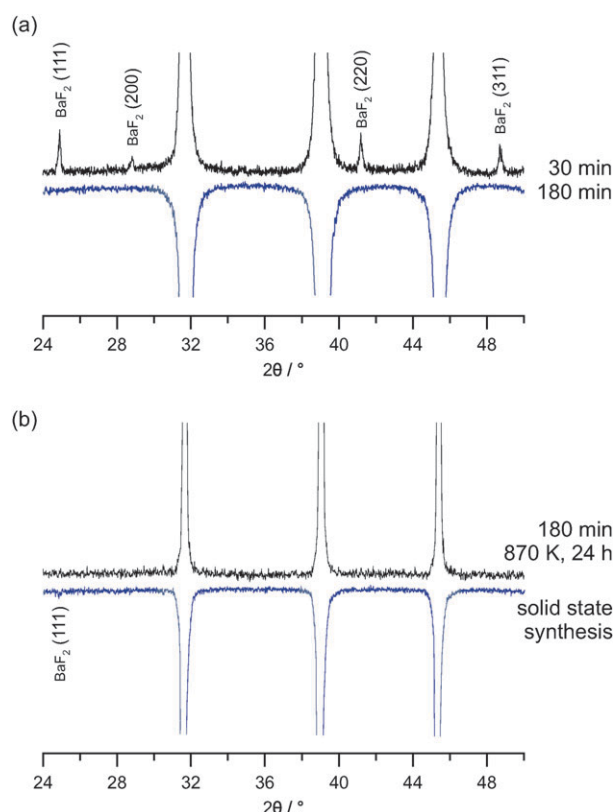 (a)
BaF₂ (111)
BaF₂ (200)
BaF₂ (220)
BaF₂ (311)
30 min
180 min
24 28 32 36 40 44 48
2θ / °
(b)
180 min
870 K, 24 h
BaF₂ (111)
solid state
synthesis
24 28 32 36 40 44 48
2θ / °